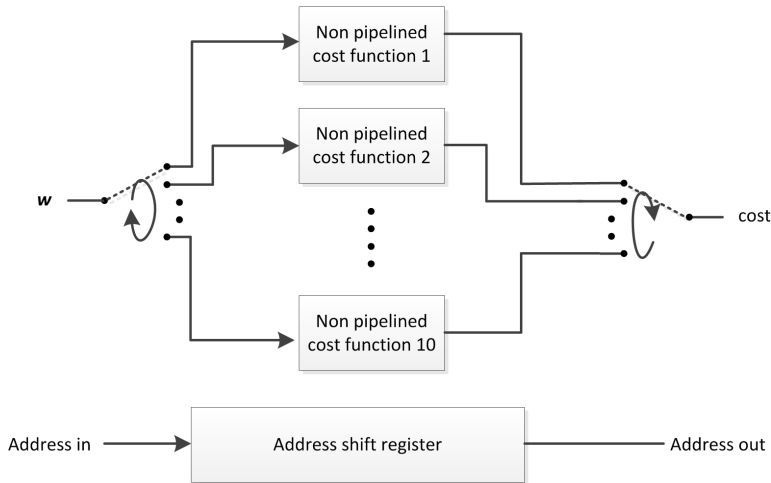 Non pipelined
cost function 1
Non pipelined
cost function 2
w
cost
Non pipelined
cost function 10
Address in
Address shift register
Address out